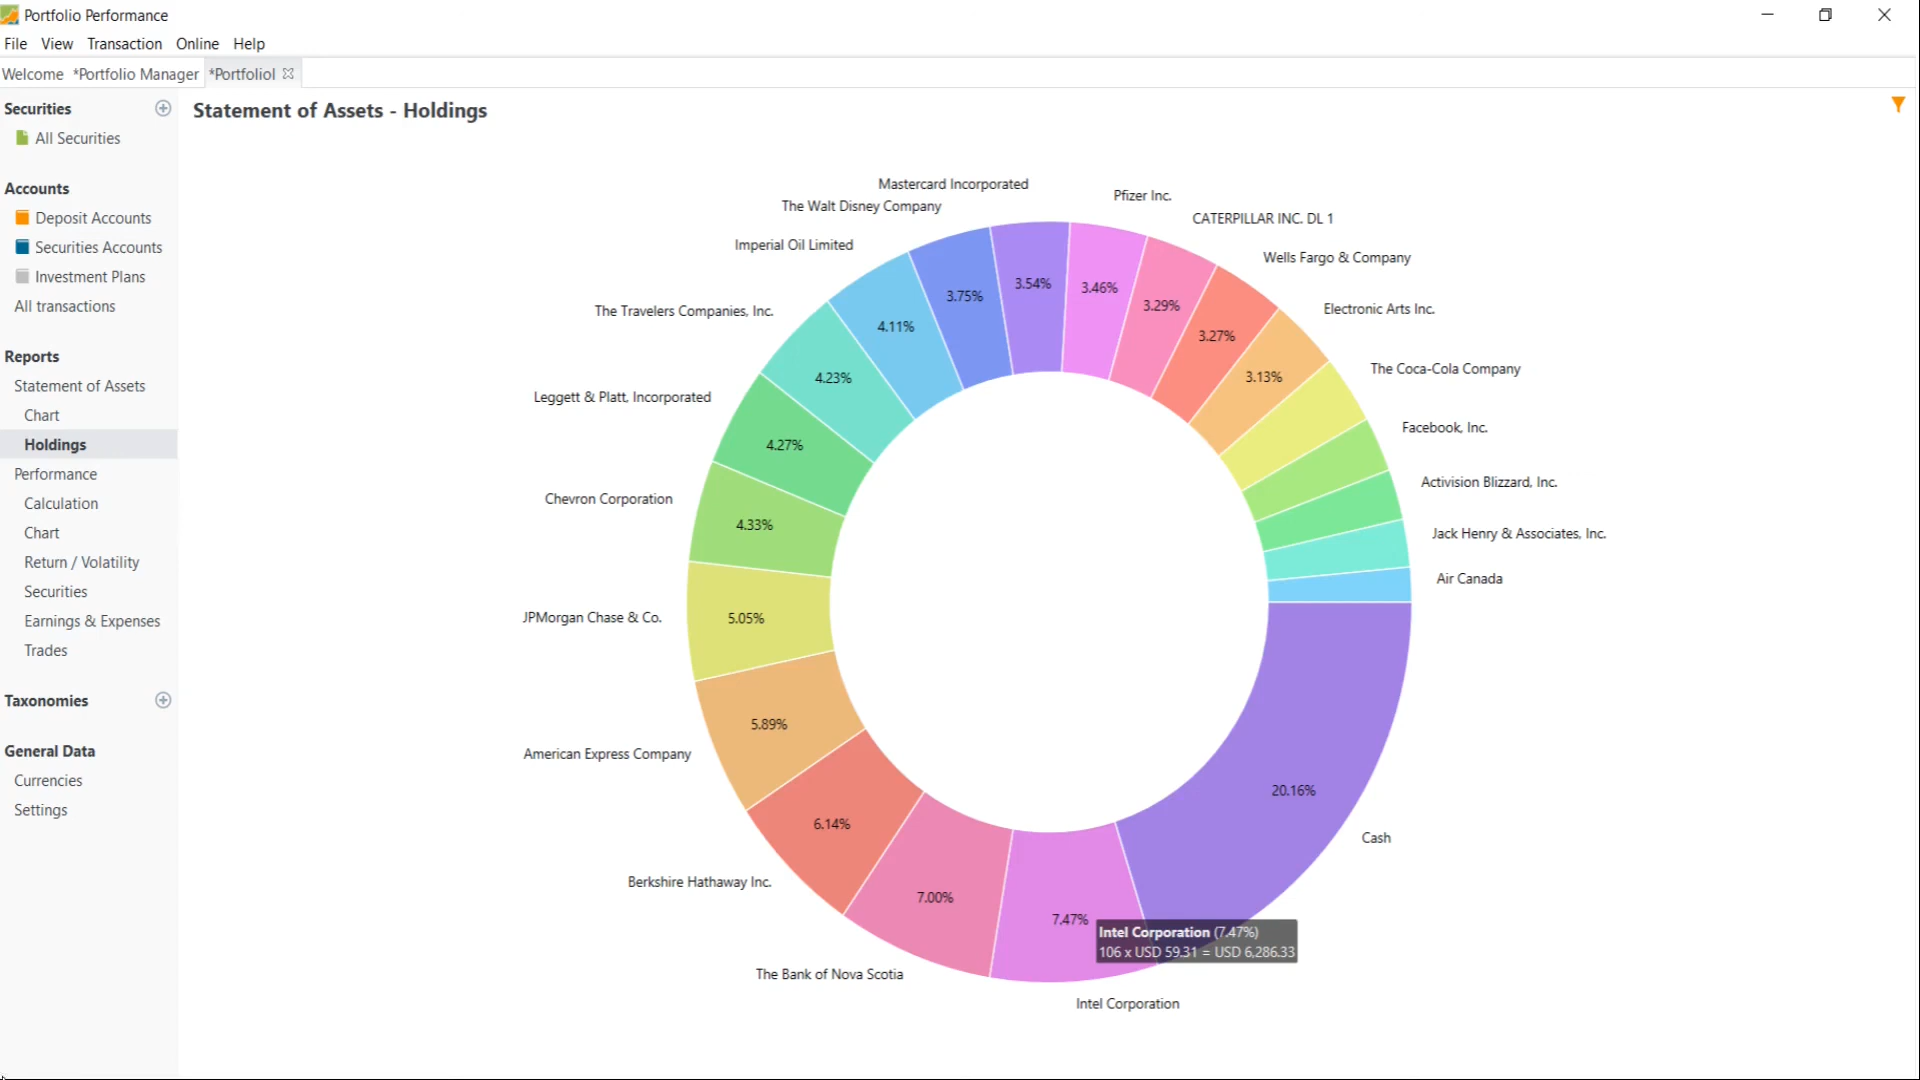 Portfolio Performance
File View Transaction Online Help
Welcome *Portfolio Manager *Portfoliol
Securities
All Securities
Accounts
Deposit Accounts
Securities Accounts
Investment Plans
All transactions
Reports
Statement of Assets
Chart
Holdings
Performance
Calculation
Chart
Return / Volatility
Securities
Earnings & Expenses
Trades
Taxonomies
General Data
Currencies
Settings
Statement of Assets - Holdings
Mastercard Incorporated
Pfizer Inc.
The Walt Disney Company
CATERPILLAR INC. DL 1
Imperial Oil Limited
Wells Fargo & Company
3.54%
3.46%
3.75%
3.29%
The Travelers Companies, Inc.
Electronic Arts Inc.
4.11%
3.27%
The Coca-Cola Company
4.23%
3.13%
Leggett & Platt, Incorporated
Facebook, Inc.
4.27%
Activision Blizzard, Inc.
Chevron Corporation
4.33%
Jack Henry & Associates, Inc.
Air Canada
JPMorgan Chase & Co.
5.05%
5.89%
American Express Company
20.16%
6.14%
Cash
Berkshire Hathaway Inc.
7.00%
7.47%
Intel Corporation (7.47%)
106 x USD 59.31 = USD 6,286.33
The Bank of Nova Scotia
Intel Corporation